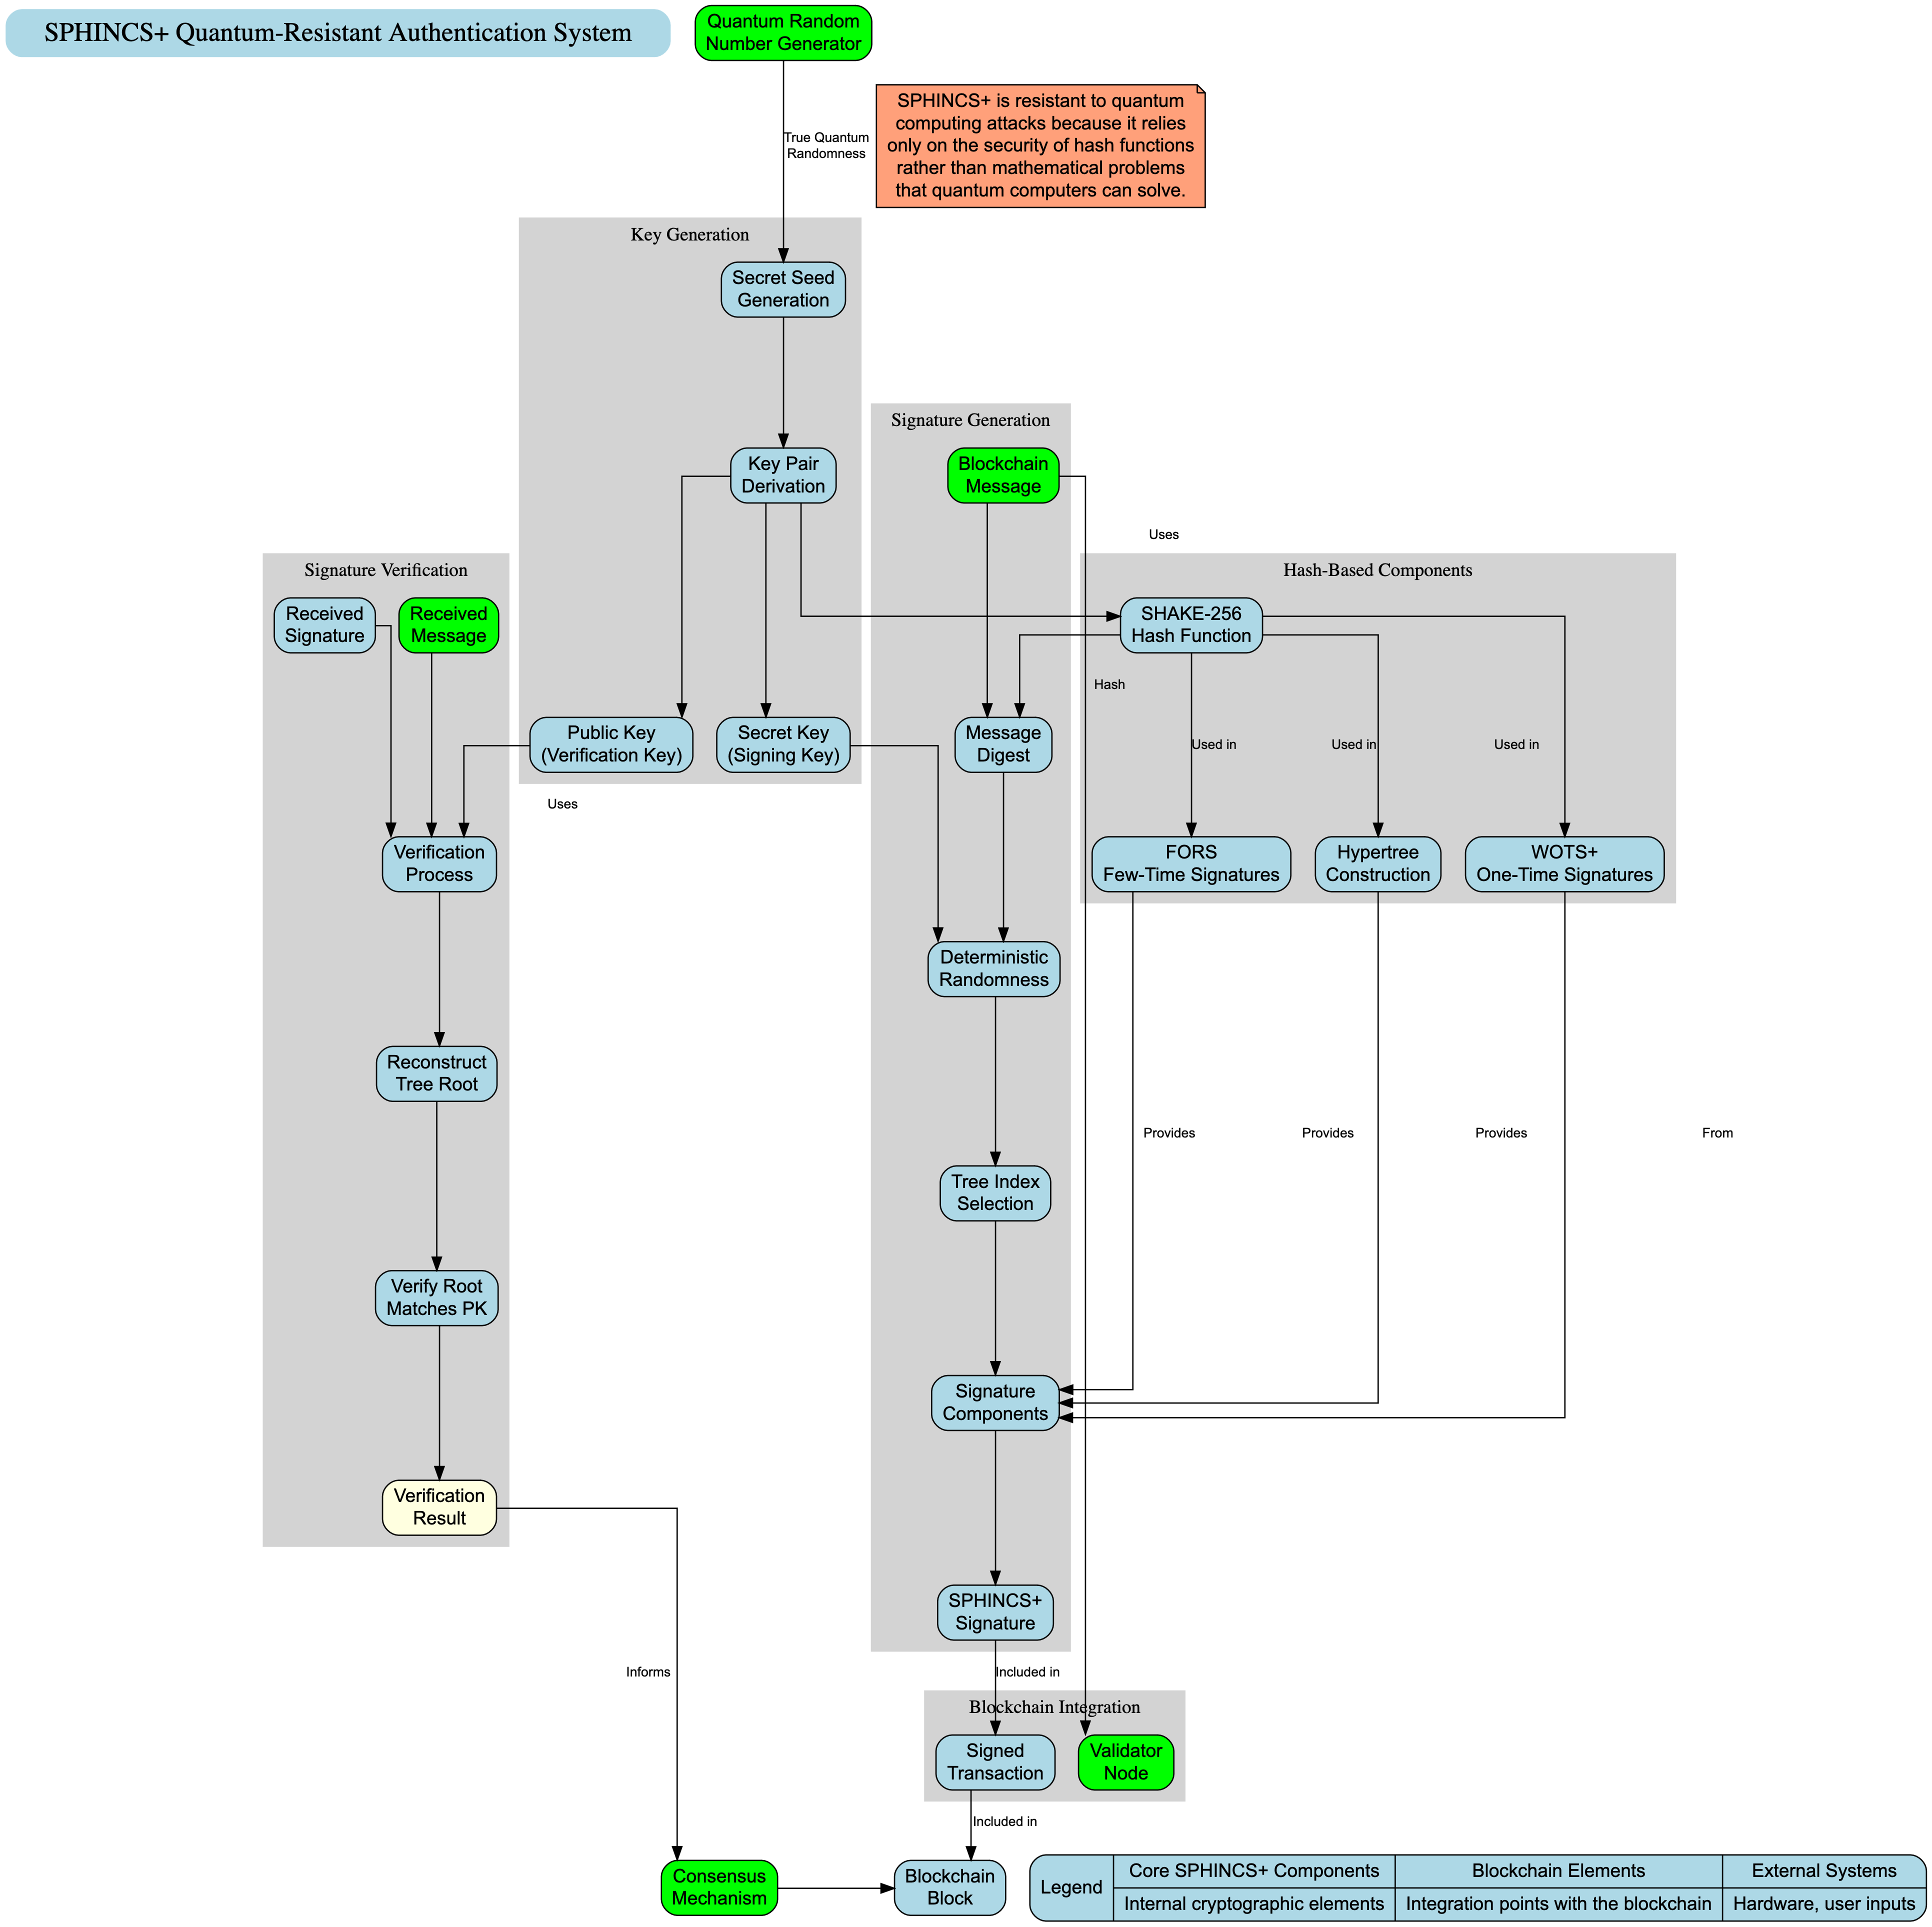 SPHINCS+ Quantum-Resistant Authentication System
Quantum Random
Number Generator
True Quantum
Randomness
SPHINCS+ is resistant to quantum
computing attacks because it relies
only on the security of hash functions
rather than mathematical problems
that quantum computers can solve.
Key Generation
Secret Seed
Generation
Key Pair
Derivation
Public Key
(Verification Key)
Secret Key
(Signing Key)
Signature Generation
Blockchain
Message
Message
Digest
Deterministic
Randomness
Tree Index
Selection
Signature
Components
SPHINCS+
Signature
Uses
Hash-Based Components
SHAKE-256
Hash Function
Hash
Used in
Used in
Used in
FORS
Few-Time Signatures
Hypertree
Construction
WOTS+
One-Time Signatures
Provides
Provides
Provides
From
Signature Verification
Received
Signature
Received
Message
Uses
Verification
Process
Reconstruct
Tree Root
Verify Root
Matches PK
Verification
Result
Informs
Included in
Blockchain Integration
Signed
Transaction
Validator
Node
Included in
Consensus
Mechanism
Blockchain
Block
Legend
Core SPHINCS+ Components
Internal cryptographic elements
Blockchain Elements
Integration points with the blockchain
External Systems
Hardware, user inputs